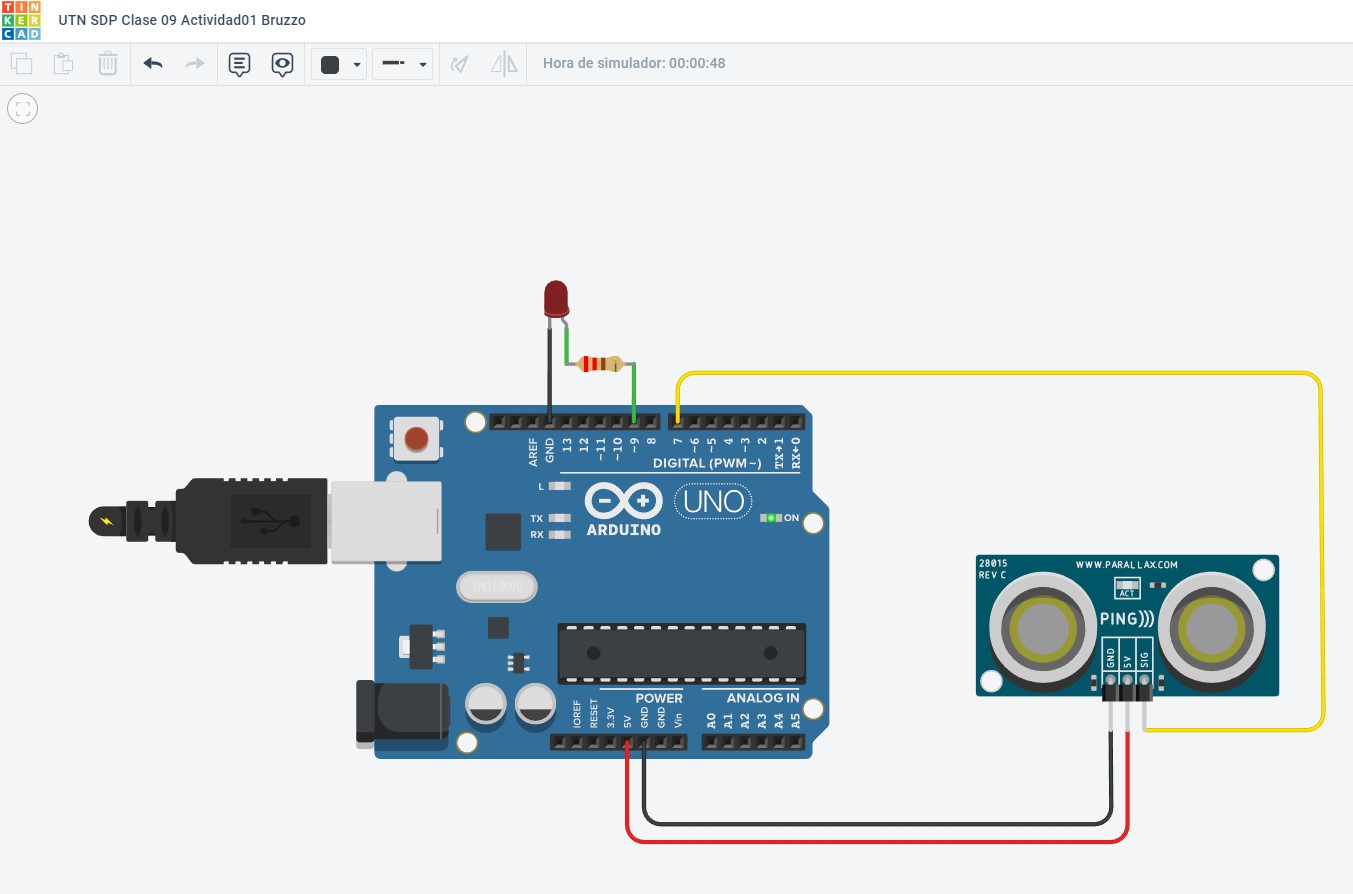 TINKERCAD
UTN SDP Clase 09 Actividad01 Bruzzo
Hora de simulador: 00:00:48
AREF
GND
13
12
~11
~10
~9
8
7
~6
~5
4
~3
2
TX→1
RX←0
DIGITAL (PWM~)
L
TX
RX
ARDUINO
UNO
ON
POWER
ANALOG IN
IOREF
RESET
3.3V
5V
GND
GND
Vin
A0
A1
A2
A3
A4
A5
28015
REV C
WWW.PARALLAX.COM
ACT
PING)))
GND
5V
SIG